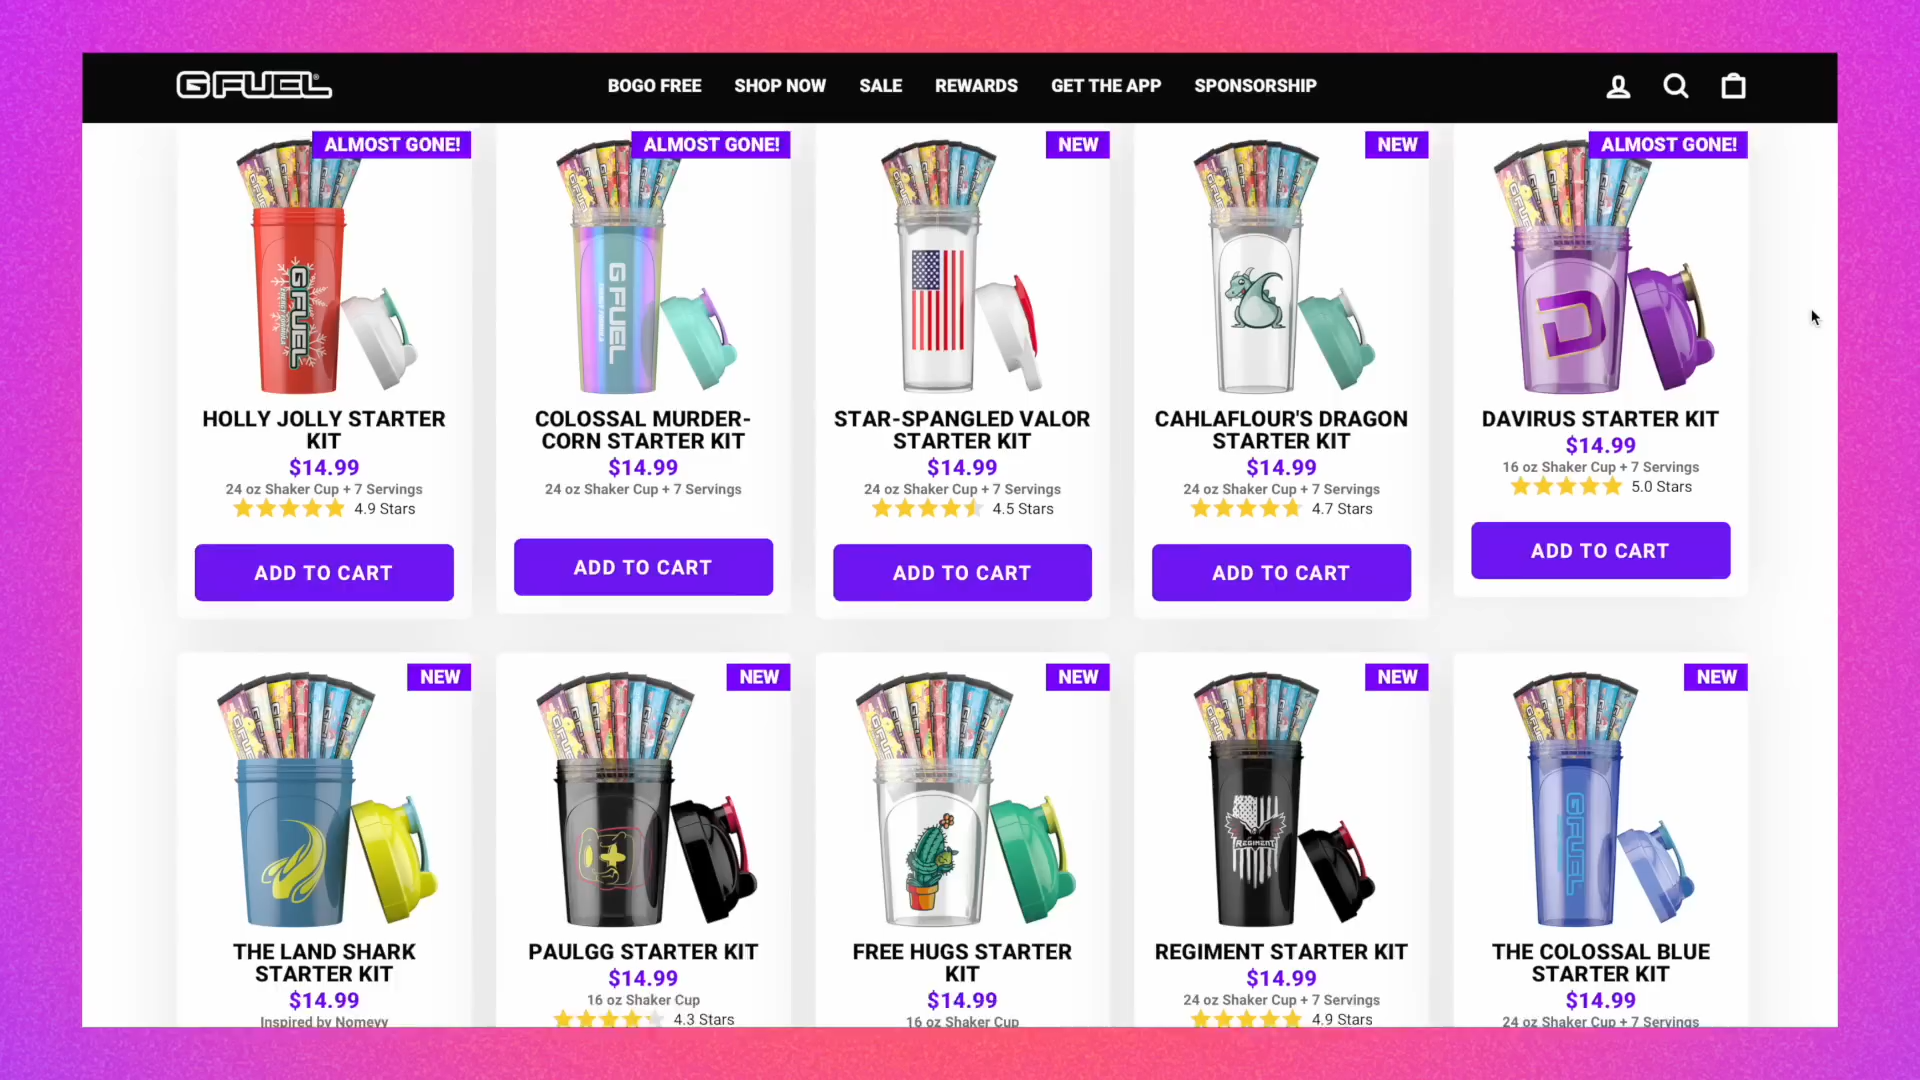 GFUEL
BOGO FREE
SHOP NOW
SALE
REWARDS
GET THE APP
SPONSORSHIP
ALMOST GONE!
GFUEL
HOLLY JOLLY STARTER
KIT
$14.99
24 oz Shaker Cup + 7 Servings
4.9 Stars
ADD TO CART
ALMOST GONE!
G FUEL
COLOSSAL MURDER-
CORN STARTER KIT
$14.99
24 oz Shaker Cup + 7 Servings
ADD TO CART
NEW
STAR-SPANGLED VALOR
STARTER KIT
$14.99
24 oz Shaker Cup + 7 Servings
4.5 Stars
ADD TO CART
NEW
CAHLAFLOUR'S DRAGON
STARTER KIT
$14.99
24 oz Shaker Cup + 7 Servings
4.7 Stars
ADD TO CART
ALMOST GONE!
D
DAVIRUS STARTER KIT
$14.99
16 oz Shaker Cup + 7 Servings
5.0 Stars
ADD TO CART
NEW
THE LAND SHARK
STARTER KIT
$14.99
Inspired by Nomevv
NEW
PAULGG STARTER KIT
$14.99
16 oz Shaker Cup
4.3 Stars
NEW
FREE HUGS STARTER
KIT
$14.99
16 oz Shaker Cup
NEW
REGIMENT
REGIMENT STARTER KIT
$14.99
24 oz Shaker Cup + 7 Servings
4.9 Stars
NEW
GFUEL
THE COLOSSAL BLUE
STARTER KIT
$14.99
24 oz Shaker Cup + 7 Servings